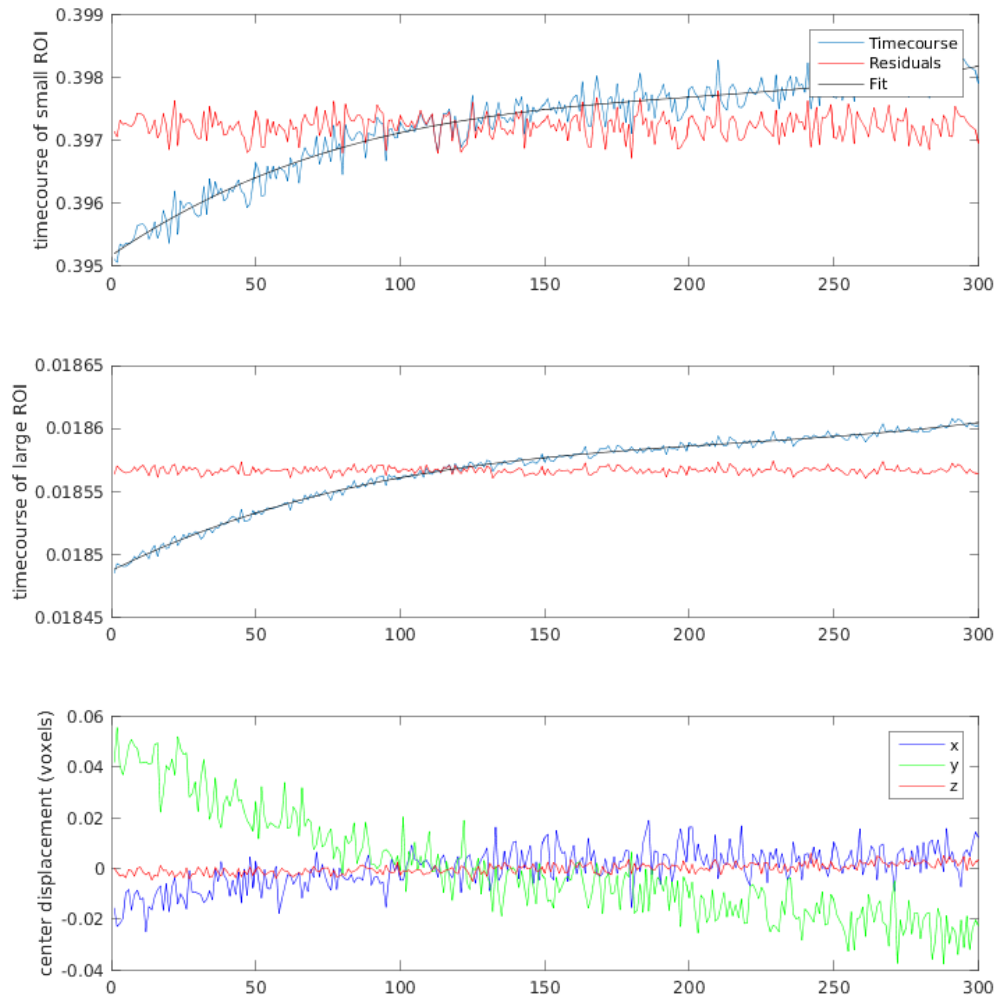 0.399
0.398
0.397
0.396
0.395
timecourse of small ROI
Timecourse
Residuals
Fit
0 50 100 150 200 250 300
0.01865
0.0186
0.01855
0.0185
0.01845
timecourse of large ROI
0 50 100 150 200 250 300
0.06
0.04
0.02
0
-0.02
-0.04
center displacement (voxels)
x
y
z
0 50 100 150 200 250 300